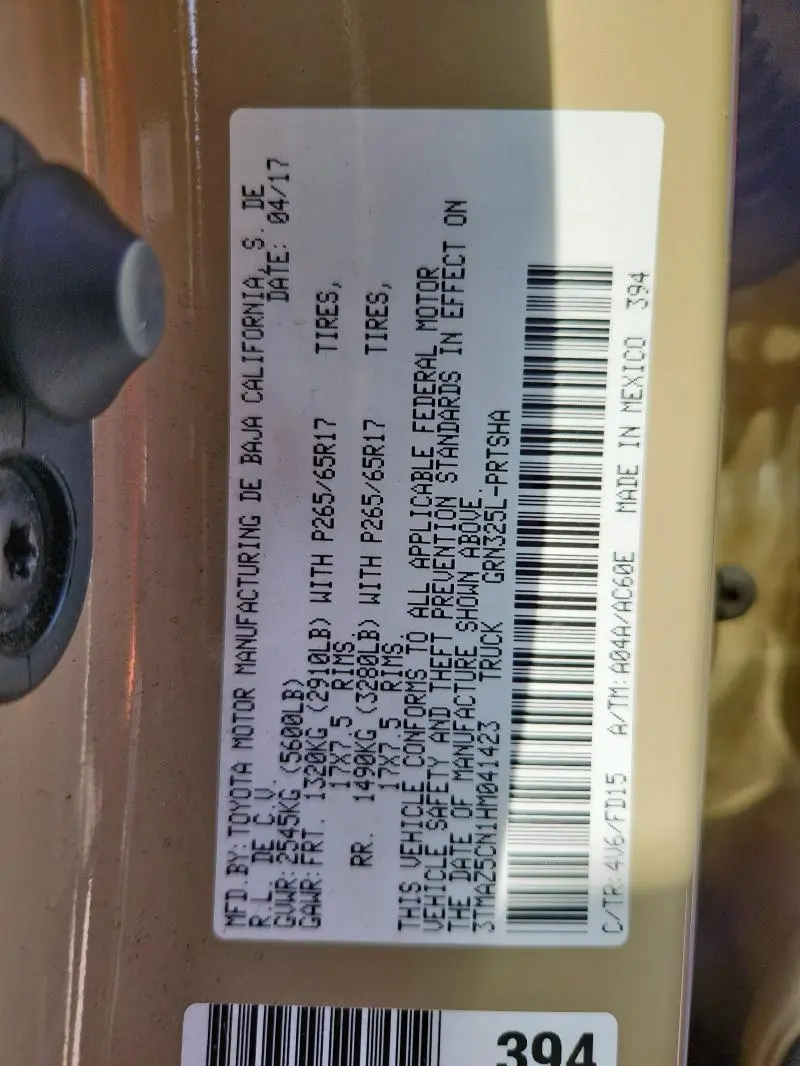 MFD.BY:TOYOTA MOTOR MANUFACTURING DE BAJA CALIFORNIA, S. DE
R.L. DE C.V. DATE: 04/17
GVWR:2545KG (5600LB)
GAWR:FRT. 1320KG (2910LB) WITH P265/65R17 TIRES,
17X7.5 RIMS.
RR. 1490KG (3280LB) WITH P265/65R17 TIRES,
17X7.5 RIMS.
THIS VEHICLE CONFORMS TO ALL APPLICABLE FEDERAL MOTOR
VEHICLE SAFETY AND THEFT PREVENTION STANDARDS IN EFFECT ON
THE DATE OF MANUFACTURE SHOWN ABOVE.
3TMAZ5CN1HM041423 TRUCK GRN325L-PRTSHA
C/TR:4V6/FD15 A/TM:A04A/AC60E MADE IN MEXICO 394
394